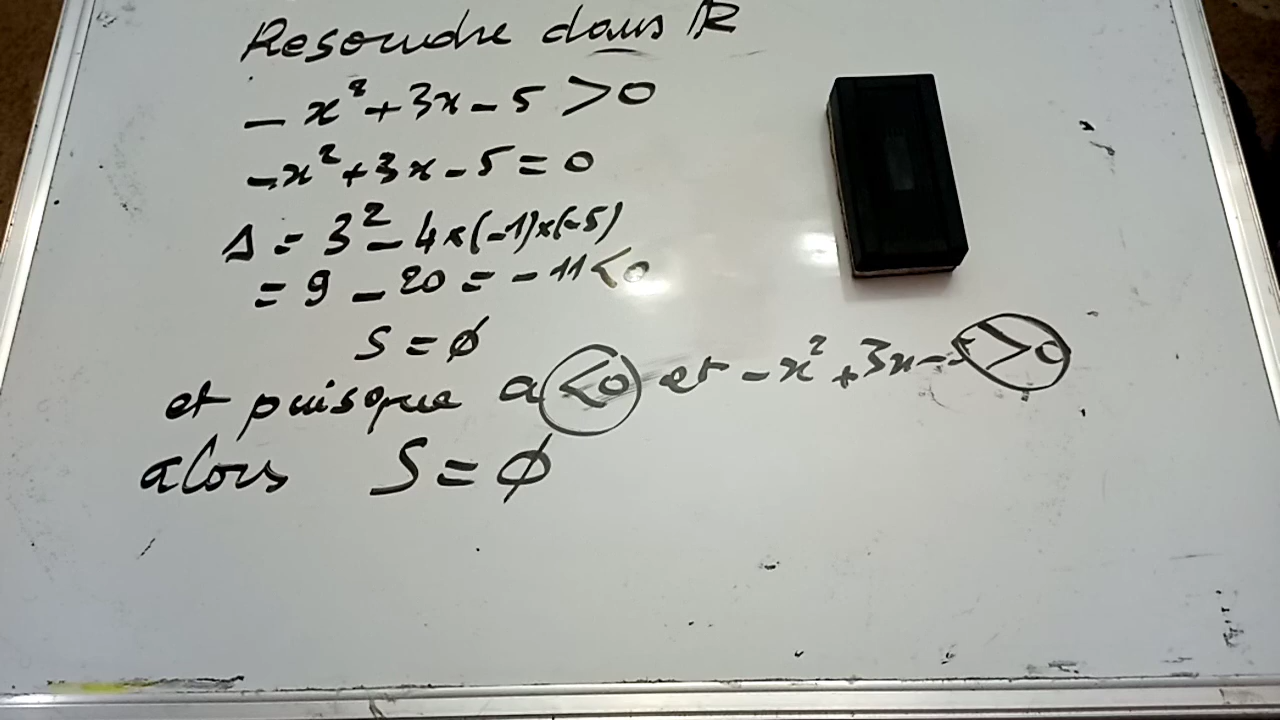 Resoudre dans ℝ
- x² + 3x - 5 > 0
- x² + 3x - 5 = 0
Δ = 3² - 4 × (-1) × (-5)
= 9 - 20 = - 11 < 0
S = ∅
et puisque a < 0 et - x² + 3x - 5 > 0
alors S = ∅